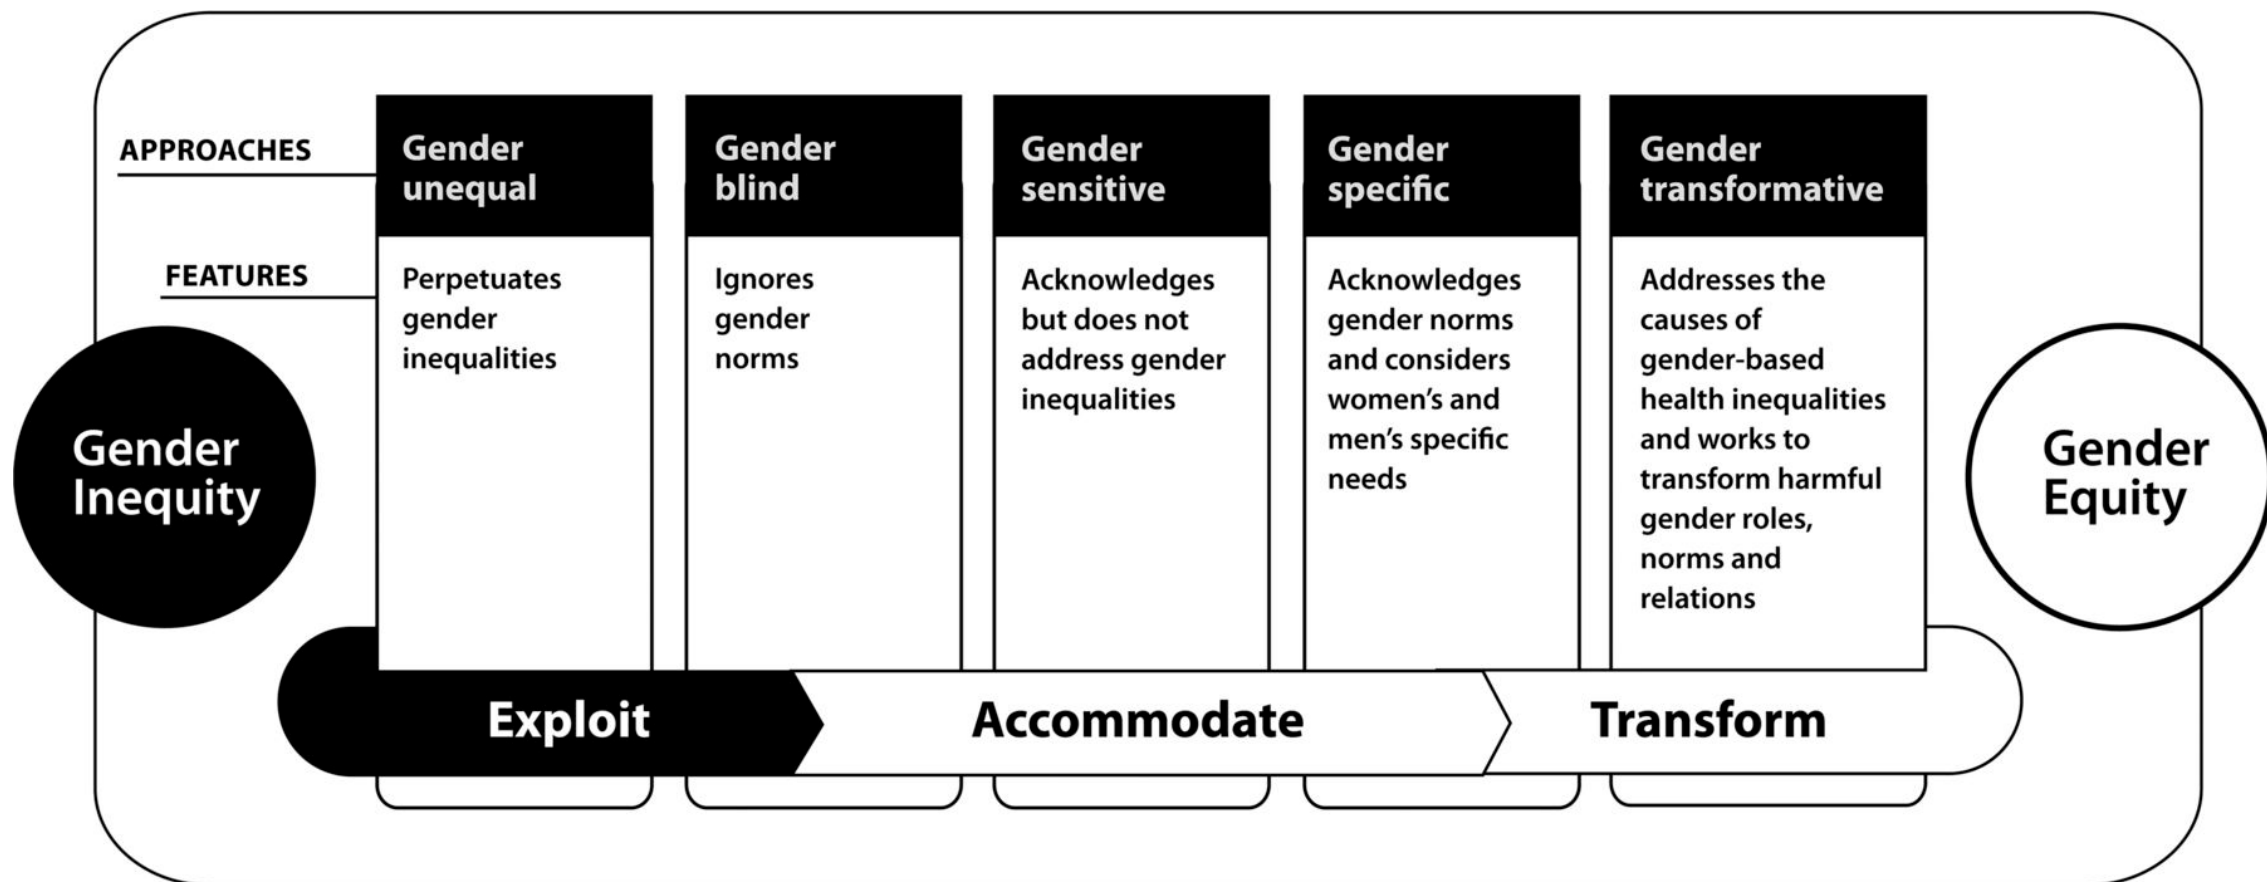 APPROACHES
Gender
unequal
Gender
blind
Gender
sensitive
Gender
specific
Gender
transformative
FEATURES
Perpetuates
gender
inequalities
Ignores
gender
norms
Acknowledges
but does not
address gender
inequalities
Acknowledges
gender norms
and considers
women's and
men's specific
needs
Addresses the
causes of
gender-based
health inequalities
and works to
transform harmful
gender roles,
norms and
relations
Gender
Inequity
Gender
Equity
Exploit
Accommodate
Transform